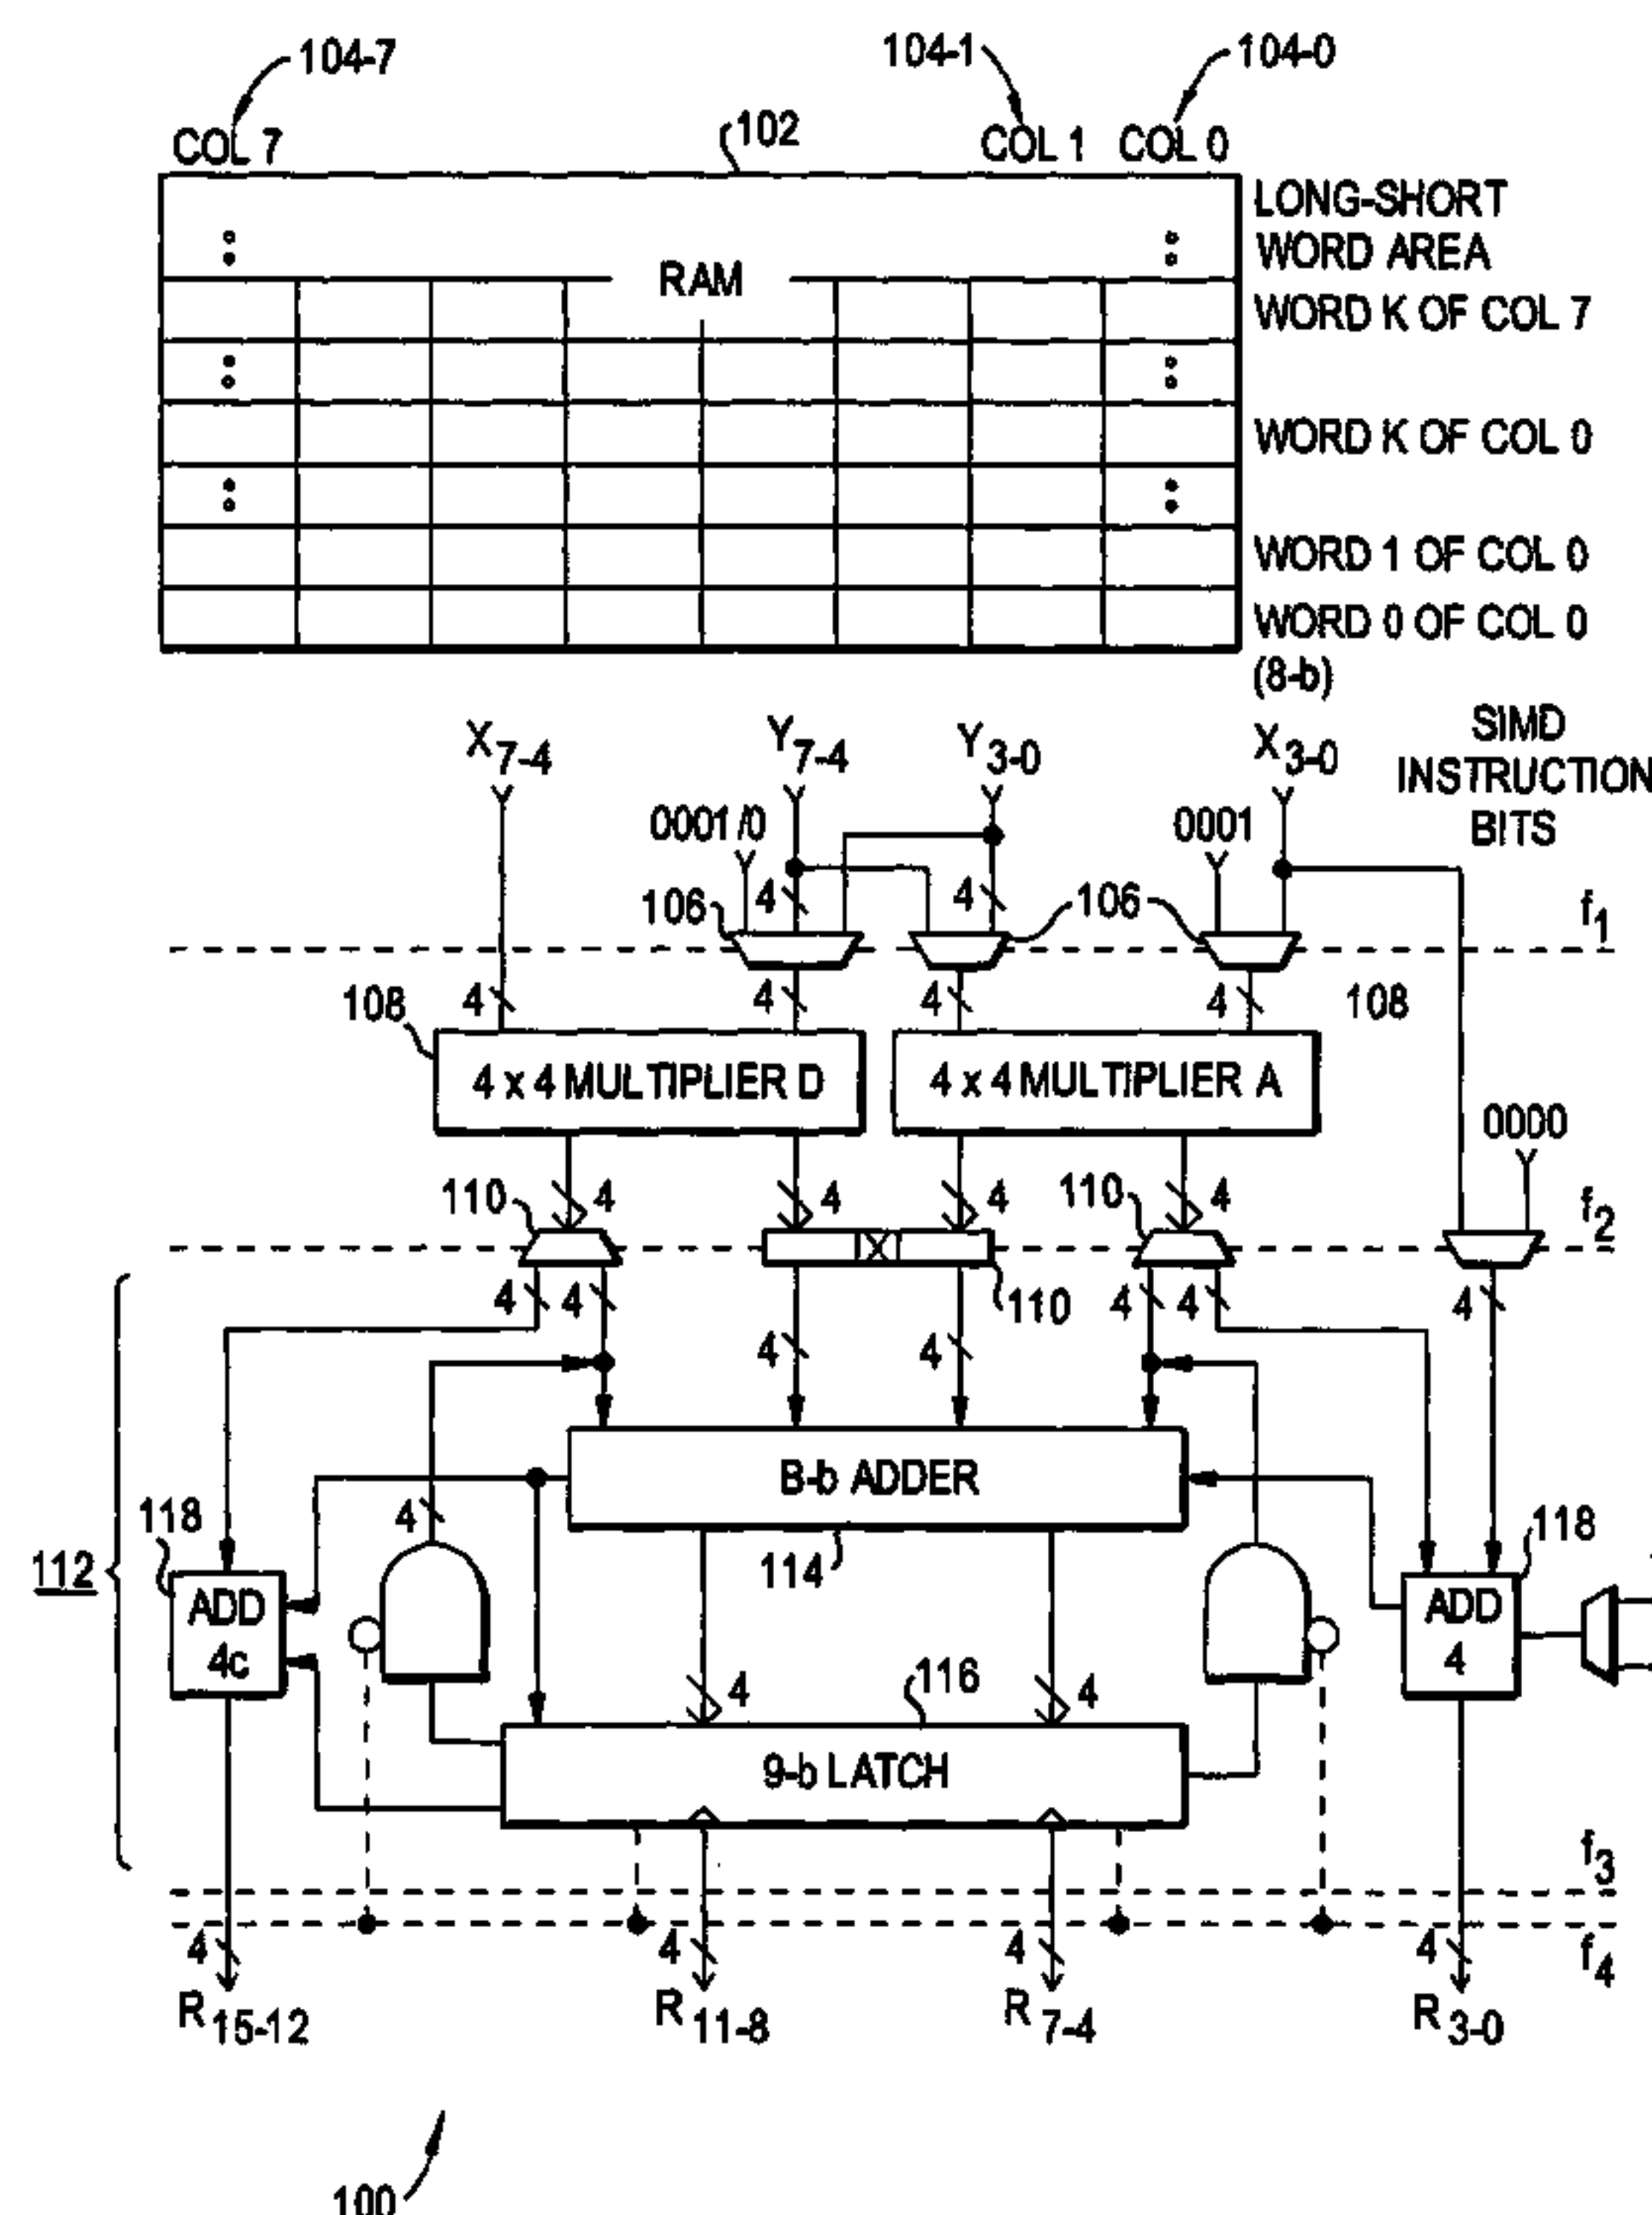 104-7 104-1 104-0
COL 7 102 COL 1 COL 0
LONG-SHORT
WORD AREA
RAM
WORD K OF COL 7
WORD K OF COL 0
WORD 1 OF COL 0
WORD 0 OF COL 0
(8-b)
X7-4 Y7-4 Y3-0 X3-0 SIMD
INSTRUCTION
BITS
0001/0 0001
106 4 4 106 f1
108 4 4 4 4 108
4 x 4 MULTIPLIER D 4 x 4 MULTIPLIER A
0000
110 4 4 4 110 4 f2
4 4 110 4 4 4
4 4
B-b ADDER
4
118 114 118
112 ADD ADD
4c 4
4 116 4
9-b LATCH
f3
4 4 4 4 f4
R15-12 R11-8 R7-4 R3-0
100